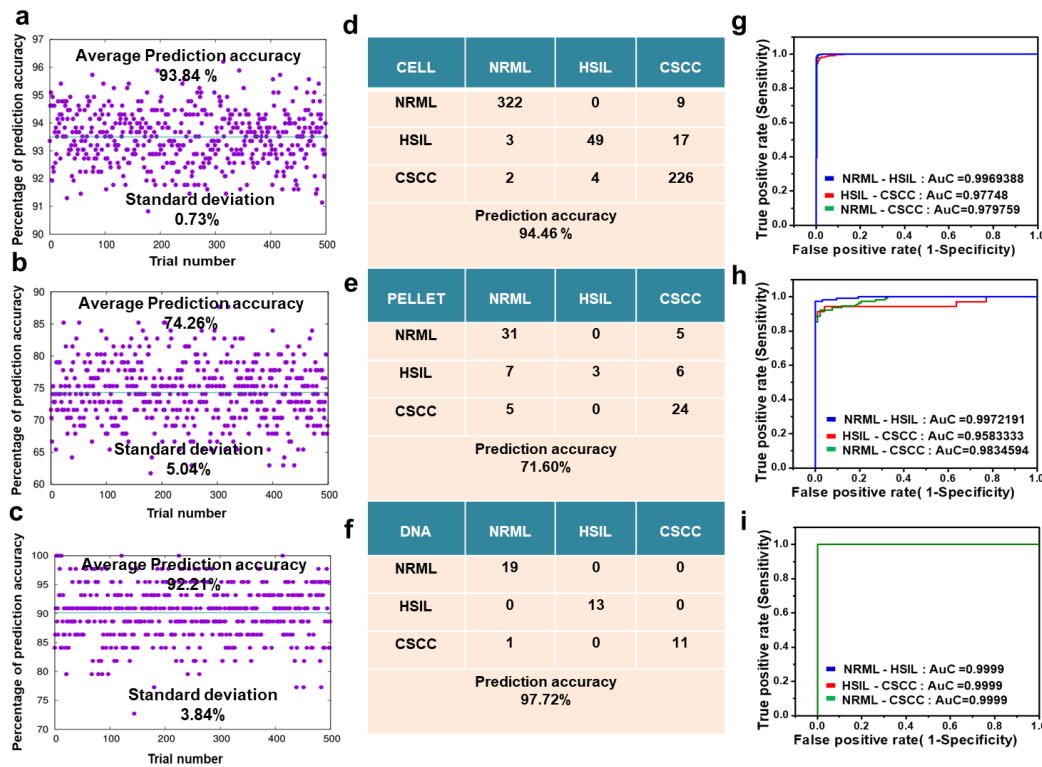 a
Percentage of prediction accuracy
97
96
95
94
93
92
91
90
Average Prediction accuracy
93.84 %
Standard deviation
0.73%
0 100 200 300 400 500
Trial number
b
Percentage of prediction accuracy
90
85
80
75
70
65
60
Average Prediction accuracy
74.26%
Standard deviation
5.04%
0 100 200 300 400 500
Trial number
c
Percentage of prediction accuracy
100
95
90
85
80
75
70
Average Prediction accuracy
92.21%
Standard deviation
3.84%
0 100 200 300 400 500
Trial number
d
CELL NRML HSIL CSCC
NRML 322 0 9
HSIL 3 49 17
CSCC 2 4 226
Prediction accuracy
94.46 %
e
PELLET NRML HSIL CSCC
NRML 31 0 5
HSIL 7 3 6
CSCC 5 0 24
Prediction accuracy
71.60%
f
DNA NRML HSIL CSCC
NRML 19 0 0
HSIL 0 13 0
CSCC 1 0 11
Prediction accuracy
97.72%
g
True positive rate (Sensitivity)
1.0
0.8
0.6
0.4
0.2
0.0
NRML - HSIL : AuC =0.9969388
HSIL - CSCC : AuC=0.97748
NRML - CSCC : AuC=0.979759
0.0 0.2 0.4 0.6 0.8 1.0
False positive rate( 1-Specificity)
h
True positive rate (Sensitivity)
1.0
0.8
0.6
0.4
0.2
0.0
NRML - HSIL : AuC =0.9972191
HSIL - CSCC : AuC=0.9583333
NRML - CSCC : AuC=0.9834594
0.0 0.2 0.4 0.6 0.8 1.0
False positive rate( 1-Specificity)
i
True positive rate (Sensitivity)
1.0
0.8
0.6
0.4
0.2
0.0
NRML - HSIL : AuC =0.9999
HSIL - CSCC : AuC=0.9999
NRML - CSCC : AuC=0.9999
0.0 0.2 0.4 0.6 0.8 1.0
False positive rate( 1-Specificity)